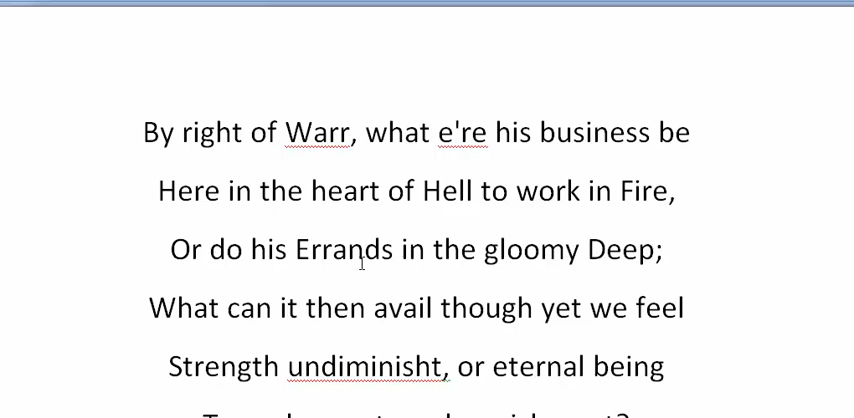 By right of Warr, what e're his business be
Here in the heart of Hell to work in Fire,
Or do his Errands in the gloomy Deep;
What can it then avail though yet we feel
Strength undiminisht, or eternal being